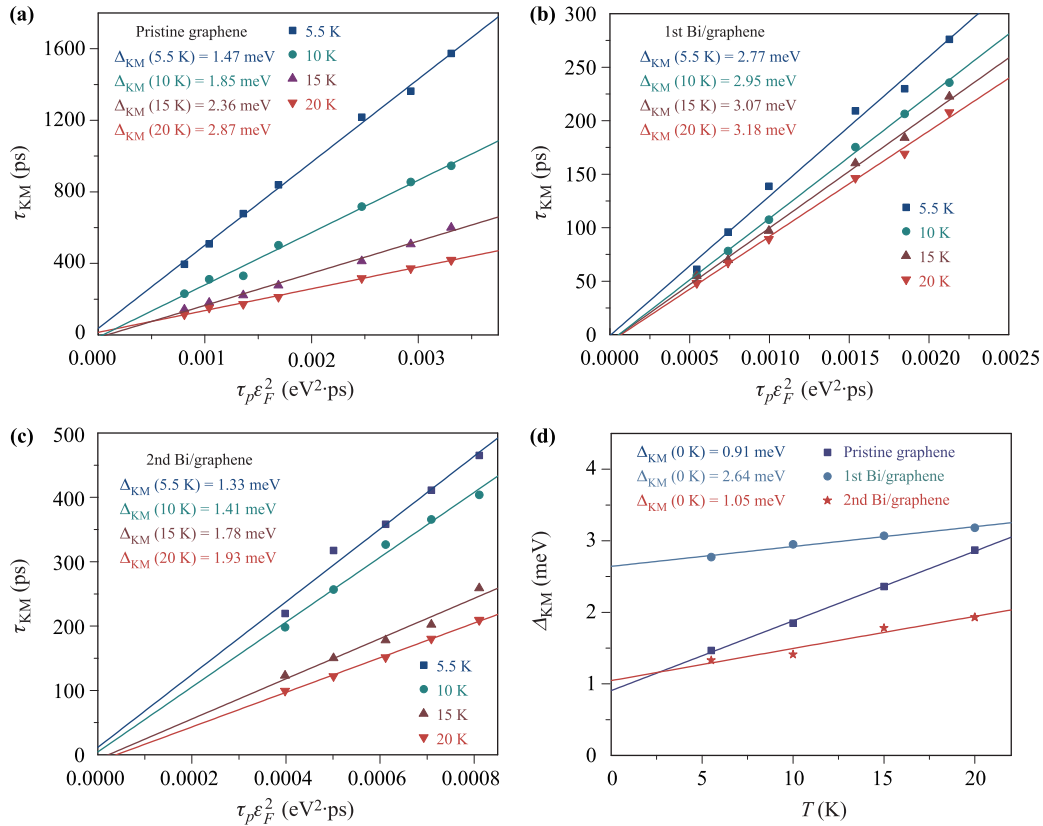 (a)
Pristine graphene
Δ_KM (5.5 K) = 1.47 meV
Δ_KM (10 K) = 1.85 meV
Δ_KM (15 K) = 2.36 meV
Δ_KM (20 K) = 2.87 meV
5.5 K
10 K
15 K
20 K
1600
1200
800
400
0
τ_KM (ps)
0.000 0.001 0.002 0.003
τ_p ε_F^2 (eV²·ps)
(b)
1st Bi/graphene
Δ_KM (5.5 K) = 2.77 meV
Δ_KM (10 K) = 2.95 meV
Δ_KM (15 K) = 3.07 meV
Δ_KM (20 K) = 3.18 meV
5.5 K
10 K
15 K
20 K
300
250
200
150
100
50
0
τ_KM (ps)
0.0000 0.0005 0.0010 0.0015 0.0020 0.0025
τ_p ε_F^2 (eV²·ps)
(c)
2nd Bi/graphene
Δ_KM (5.5 K) = 1.33 meV
Δ_KM (10 K) = 1.41 meV
Δ_KM (15 K) = 1.78 meV
Δ_KM (20 K) = 1.93 meV
5.5 K
10 K
15 K
20 K
500
400
300
200
100
0
τ_KM (ps)
0.0000 0.0002 0.0004 0.0006 0.0008
τ_p ε_F^2 (eV²·ps)
(d)
Δ_KM (0 K) = 0.91 meV
Δ_KM (0 K) = 2.64 meV
Δ_KM (0 K) = 1.05 meV
Pristine graphene
1st Bi/graphene
2nd Bi/graphene
4
3
2
1
0
Δ_KM (meV)
0 5 10 15 20
T (K)